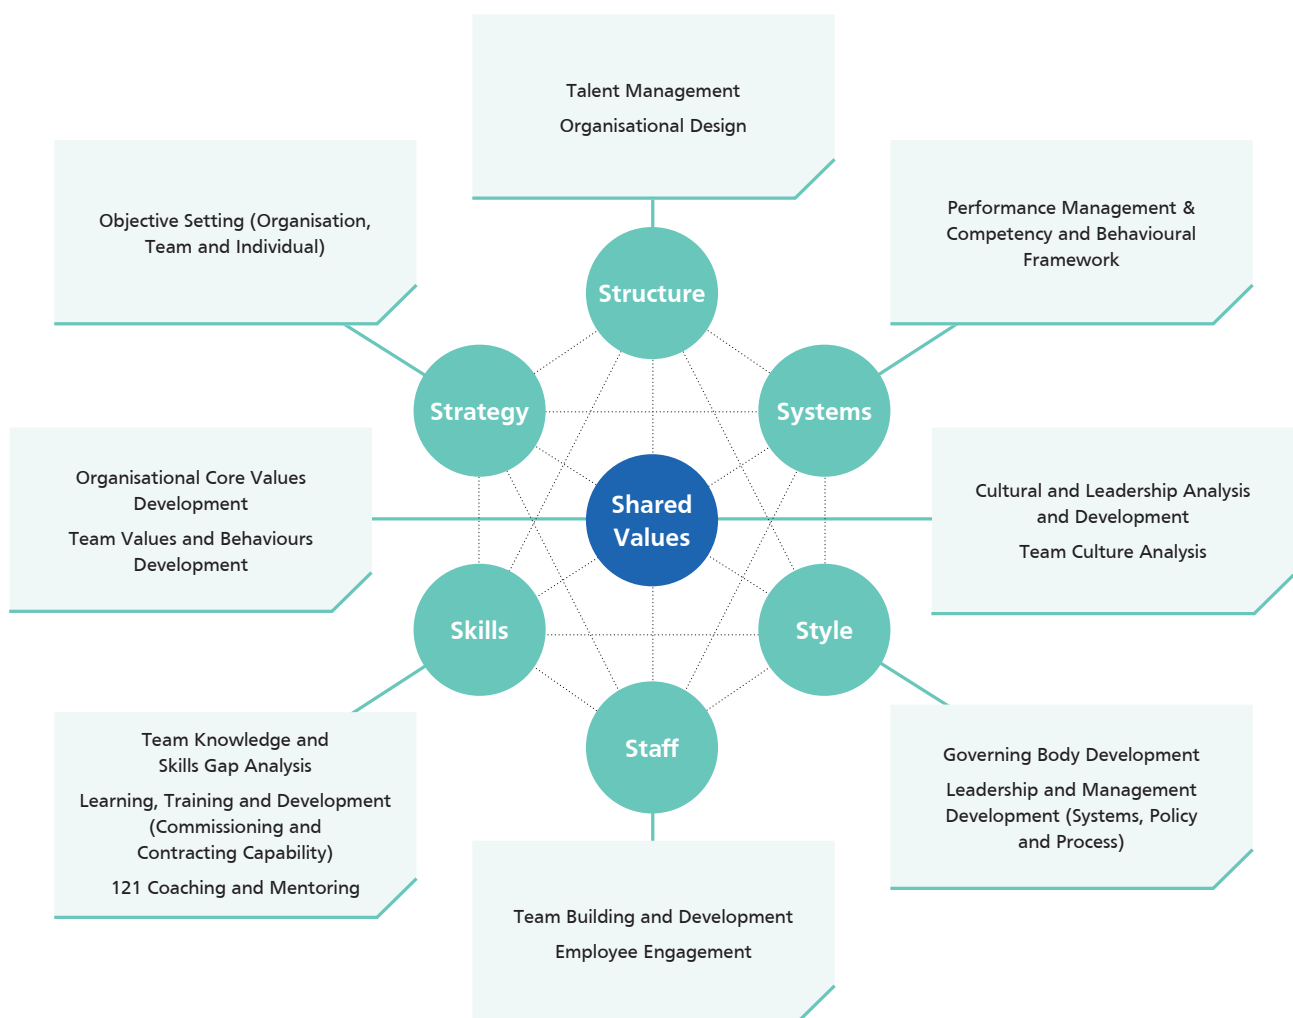 Talent Management
Organisational Design
Objective Setting (Organisation,
Team and Individual)
Performance Management &
Competency and Behavioural
Framework
Structure
Strategy
Systems
Organisational Core Values
Development
Team Values and Behaviours
Development
Shared
Values
Cultural and Leadership Analysis
and Development
Team Culture Analysis
Skills
Style
Team Knowledge and
Skills Gap Analysis
Learning, Training and Development
(Commissioning and
Contracting Capability)
121 Coaching and Mentoring
Staff
Governing Body Development
Leadership and Management
Development (Systems, Policy
and Process)
Team Building and Development
Employee Engagement